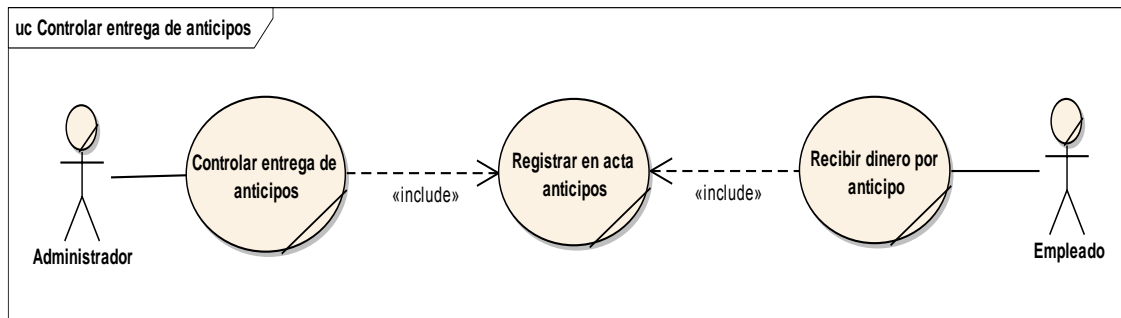 uc Controlar entrega de anticipos
Controlar entrega de
anticipos
Registrar en acta
anticipos
Recibir dinero por
anticipo
«include»
«include»
Administrador
Empleado